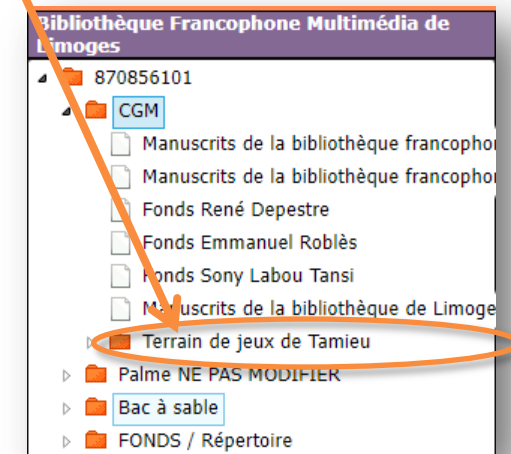 Bibliothèque Francophone Multimédia de
Limoges
870856101
CGM
Manuscrits de la bibliothèque francopho
Manuscrits de la bibliothèque francopho
Fonds René Depestre
Fonds Emmanuel Roblès
Fonds Sony Labou Tansi
Manuscrits de la bibliothèque de Limoge
Terrain de jeux de Tamieu
Palme NE PAS MODIFIER
Bac à sable
FONDS / Répertoire